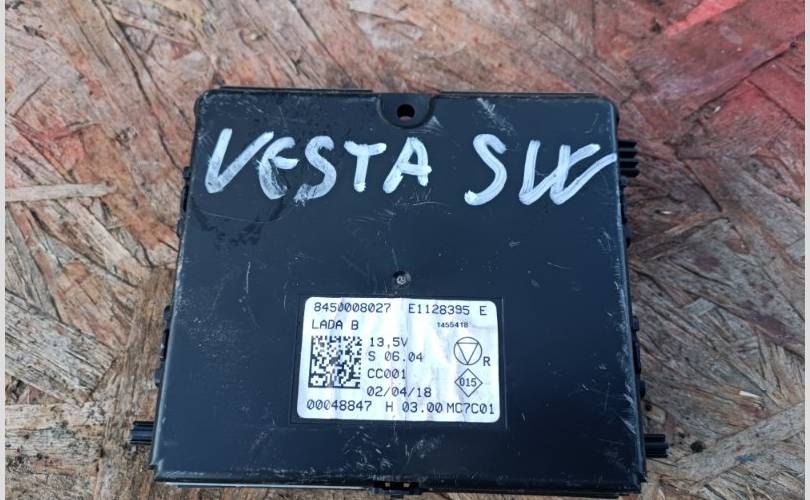 VESTA SW
8450008027 E1128395 E
LADA B 1455418
13,5V
S 06.04
R
CC001
015
02/04/18
00048847 H 03.00 MC7C01